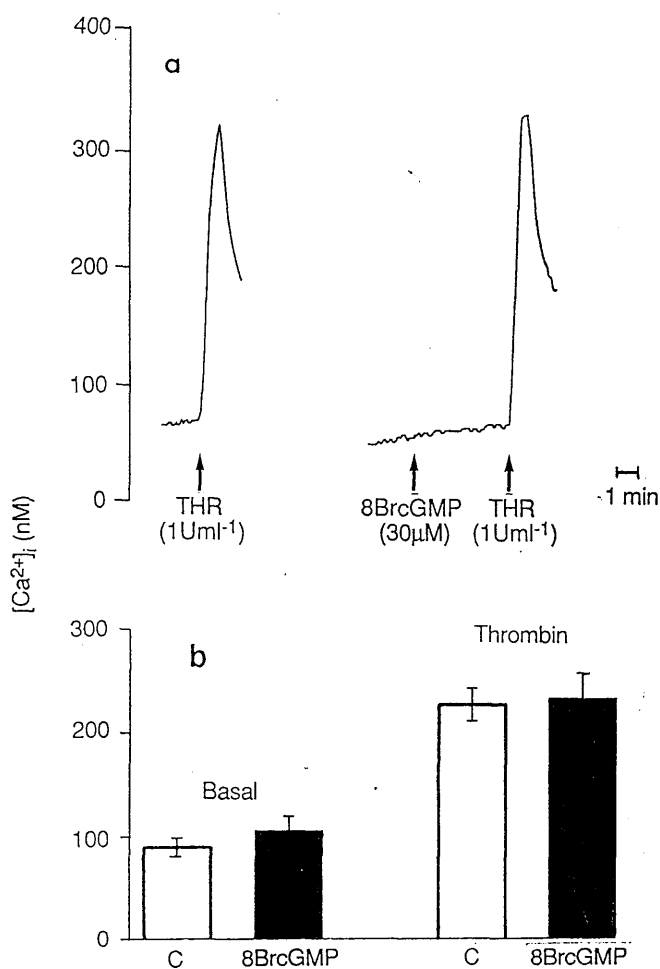 400
a
300
200
100
0
THR
(1Uml-1)
8BrcGMP
(30μM)
THR
(1Uml-1)
1 min
[Ca2+]i (nM)
300
b
Thrombin
200
Basal
100
0
C
8BrcGMP
C
8BrcGMP